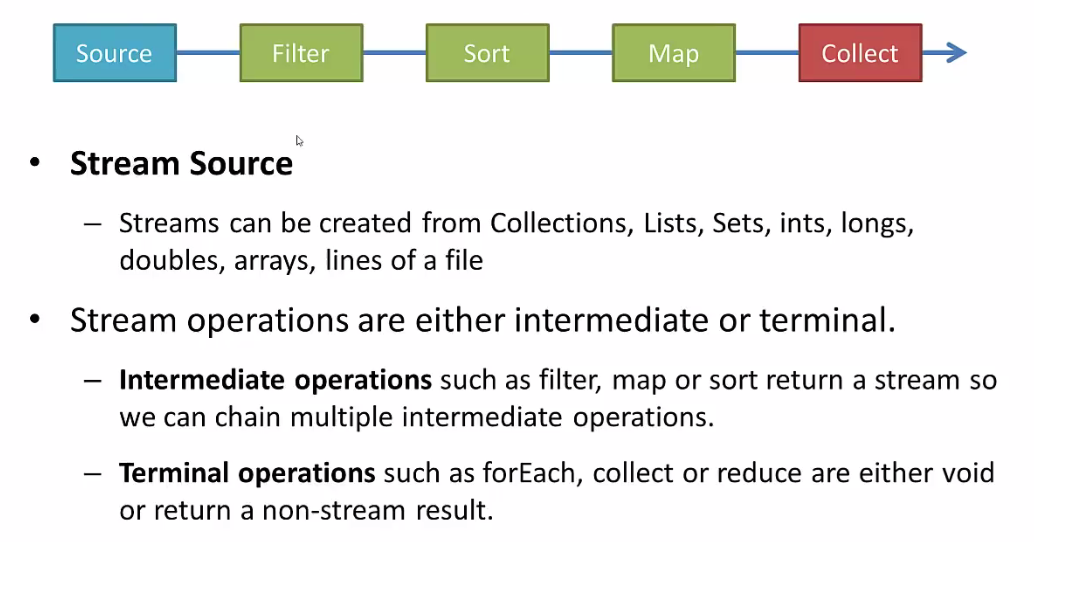 Source Filter Sort Map Collect
• Stream Source
– Streams can be created from Collections, Lists, Sets, ints, longs,
doubles, arrays, lines of a file
• Stream operations are either intermediate or terminal.
– Intermediate operations such as filter, map or sort return a stream so
we can chain multiple intermediate operations.
– Terminal operations such as forEach, collect or reduce are either void
or return a non-stream result.